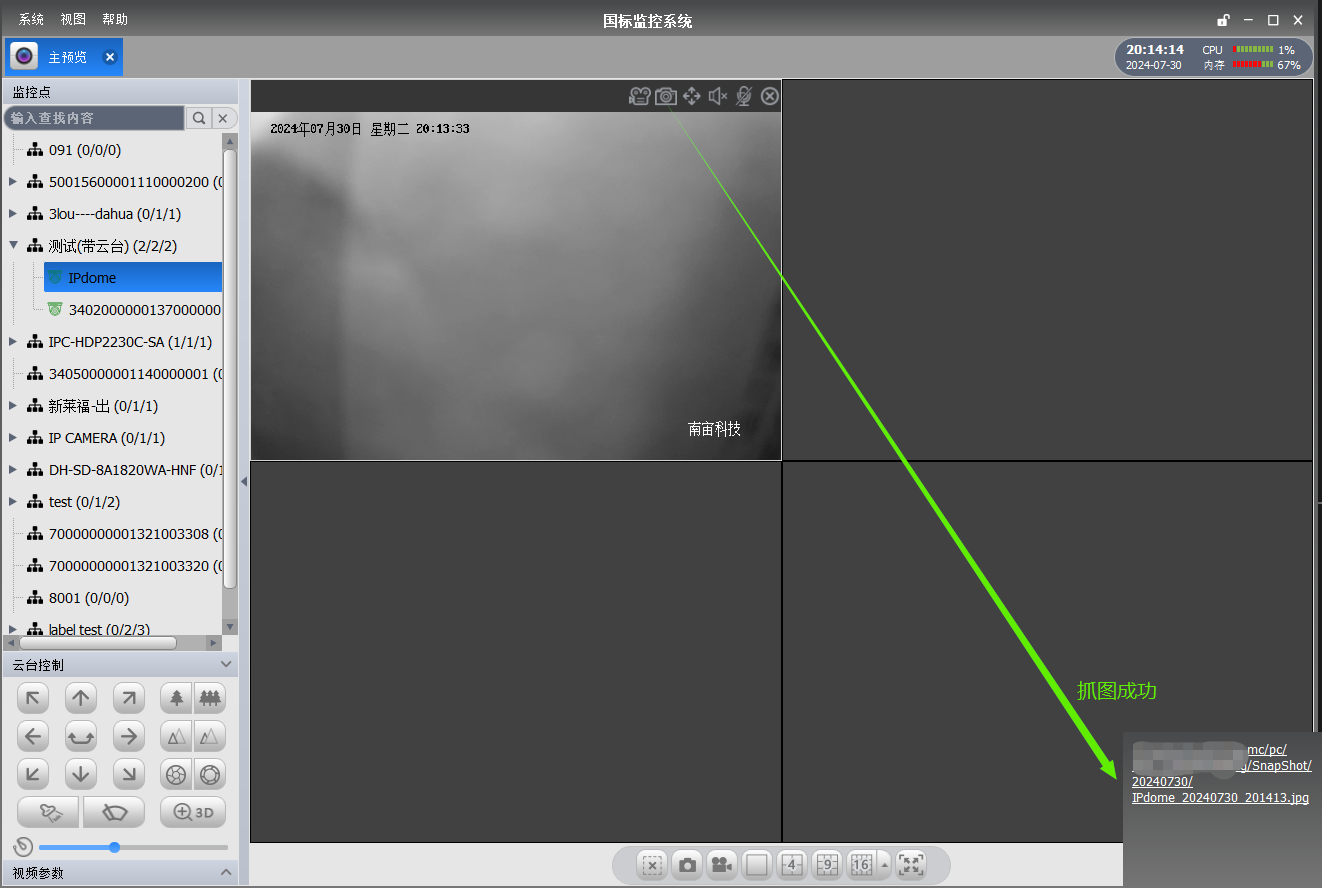 系统 视图 帮助
国标监控系统
主预览
20:14:14 CPU 1%
2024-07-30 内存 67%
监控点
输入查找内容
091 (0/0/0)
50015600001110000200 (0
3lou----dahua (0/1/1)
测试(带云台) (2/2/2)
IPdome
3402000000137000000
IPC-HDP2230C-SA (1/1/1)
34050000001140000001 (0
新莱福-出 (0/1/1)
IP CAMERA (0/1/1)
DH-SD-8A1820WA-HNF (0/1
test (0/1/2)
70000000001321003308 (0
70000000001321003320 (0
8001 (0/0/0)
label test (0/2/3)
云台控制
3D
视频参数
2024年07月30日 星期二 20:13:33
南宙科技
抓图成功
mc/pc/
g/SnapShot/
20240730/
IPdome_20240730_201413.jpg
4 9 16